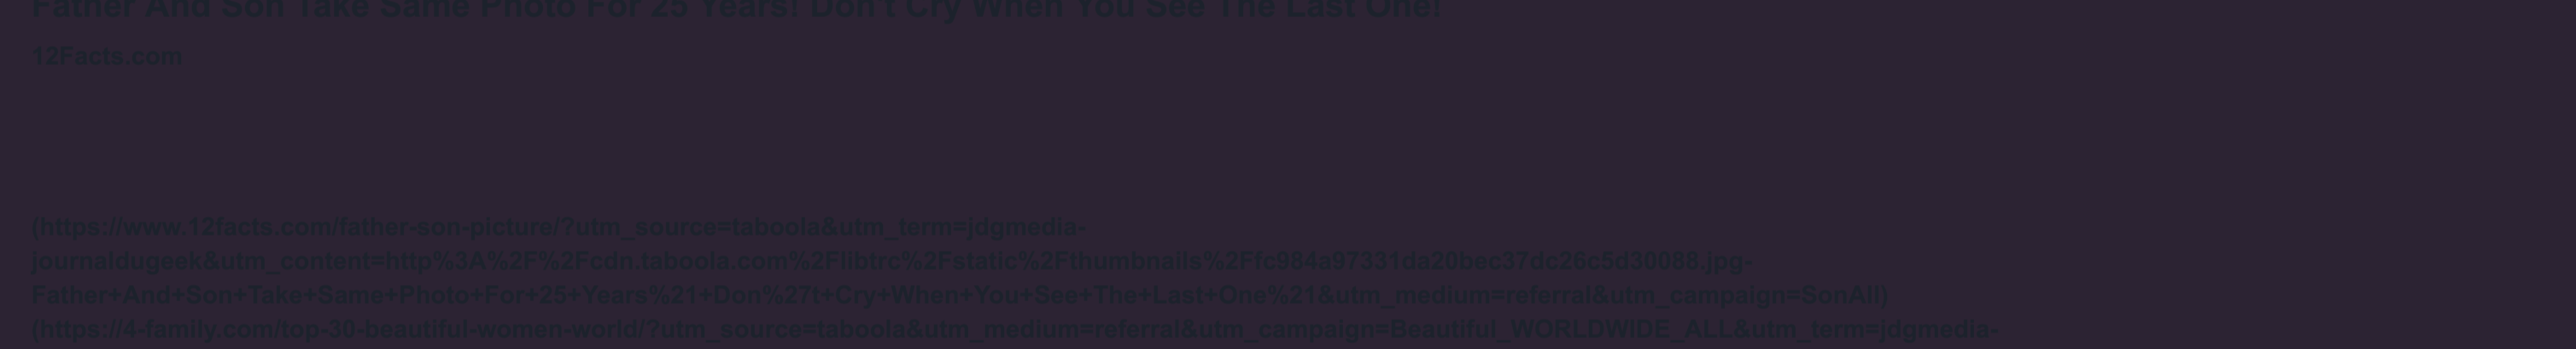 Father And Son Take Same Photo For 25 Years! Don't Cry When You See The Last One!
12Facts.com
(https://www.12facts.com/father-son-picture/?utm_source=taboola&utm_term=jdgmedia-
journaldugeek&utm_content=http%3A%2F%2Fcdn.taboola.com%2Flibtrc%2Fstatic%2Fthumbnails%2Ffc984a97331da20bec37dc26c5d30088.jpg-
Father+And+Son+Take+Same+Photo+For+25+Years%21+Don%27t+Cry+When+You+See+The+Last+One%21&utm_medium=referral&utm_campaign=SonAll)
(https://4-family.com/top-30-beautiful-women-world/?utm_source=taboola&utm_medium=referral&utm_campaign=Beautiful_WORLDWIDE_ALL&utm_term=jdgmedia-